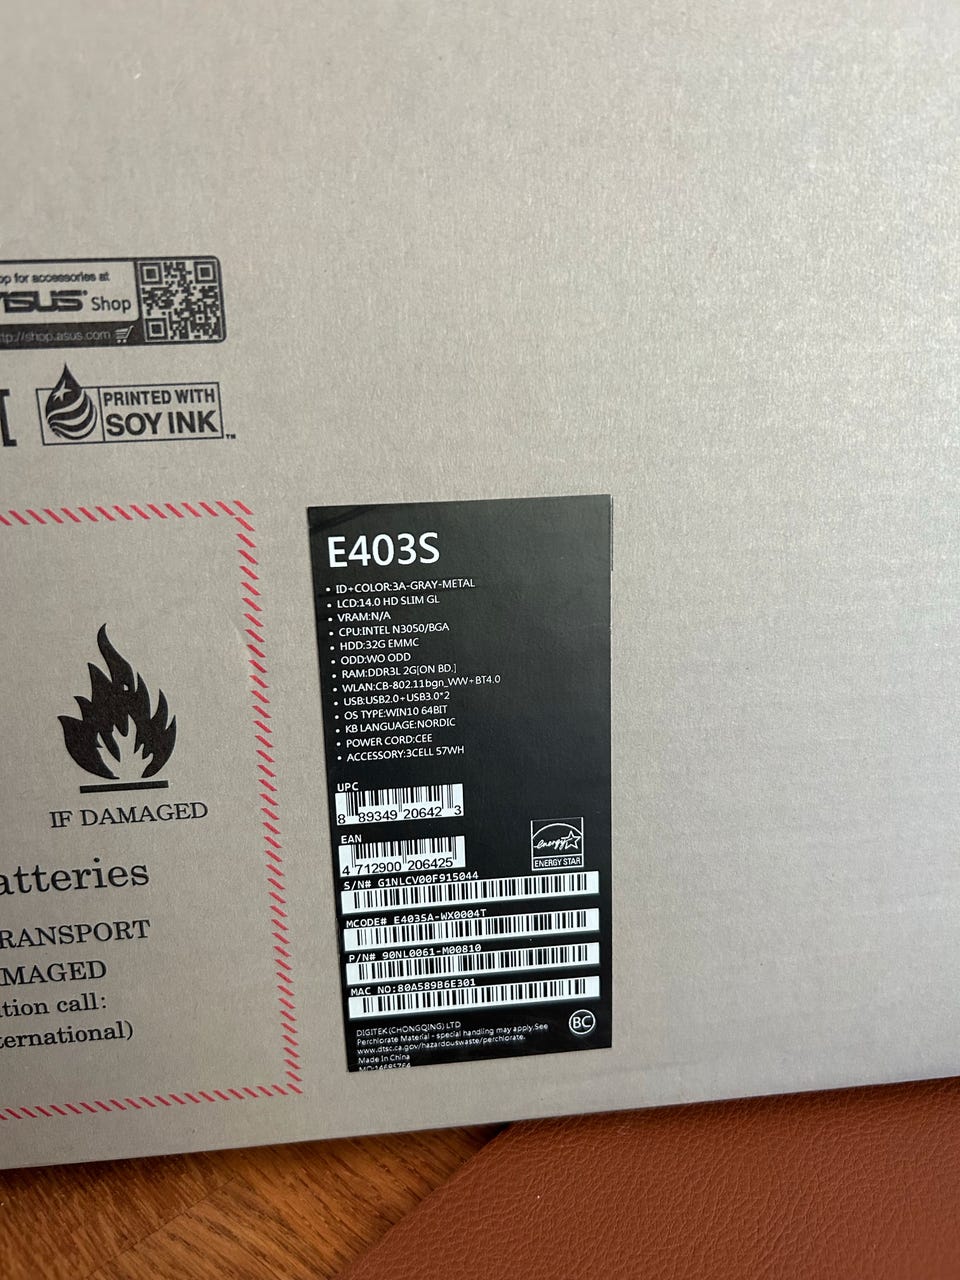 op for accessories at
ASUS Shop
tp://shop.asus.com
PRINTED WITH
SOY INK ™
IF DAMAGED
atteries
RANSPORT
MAGED
tion call:
ternational)
E403S
• ID+COLOR:3A-GRAY-METAL
• LCD:14.0 HD SLIM GL
• VRAM:N/A
• CPU:INTEL N3050/BGA
• HDD:32G EMMC
• ODD:WO ODD
• RAM:DDR3L 2G[ON BD.]
• WLAN:CB-802.11bgn_WW+BT4.0
• USB:USB2.0+USB3.0*2
• OS TYPE:WIN10 64BIT
• KB LANGUAGE:NORDIC
• POWER CORD:CEE
• ACCESSORY:3CELL 57WH
UPC
8 89349 20642 3
EAN
4 712900 206425
energy
ENERGY STAR
S/N# G1NLCV00F915044
MCODE# E403SA-WX0004T
P/N# 90NL0061-M00810
MAC NO:80A589B6E301
DIGITEK(CHONGQING) LTD
Perchlorate Material - special handling may apply.See
www.dtsc.ca.gov/hazardouswaste/perchlorate.
Made In China
BC